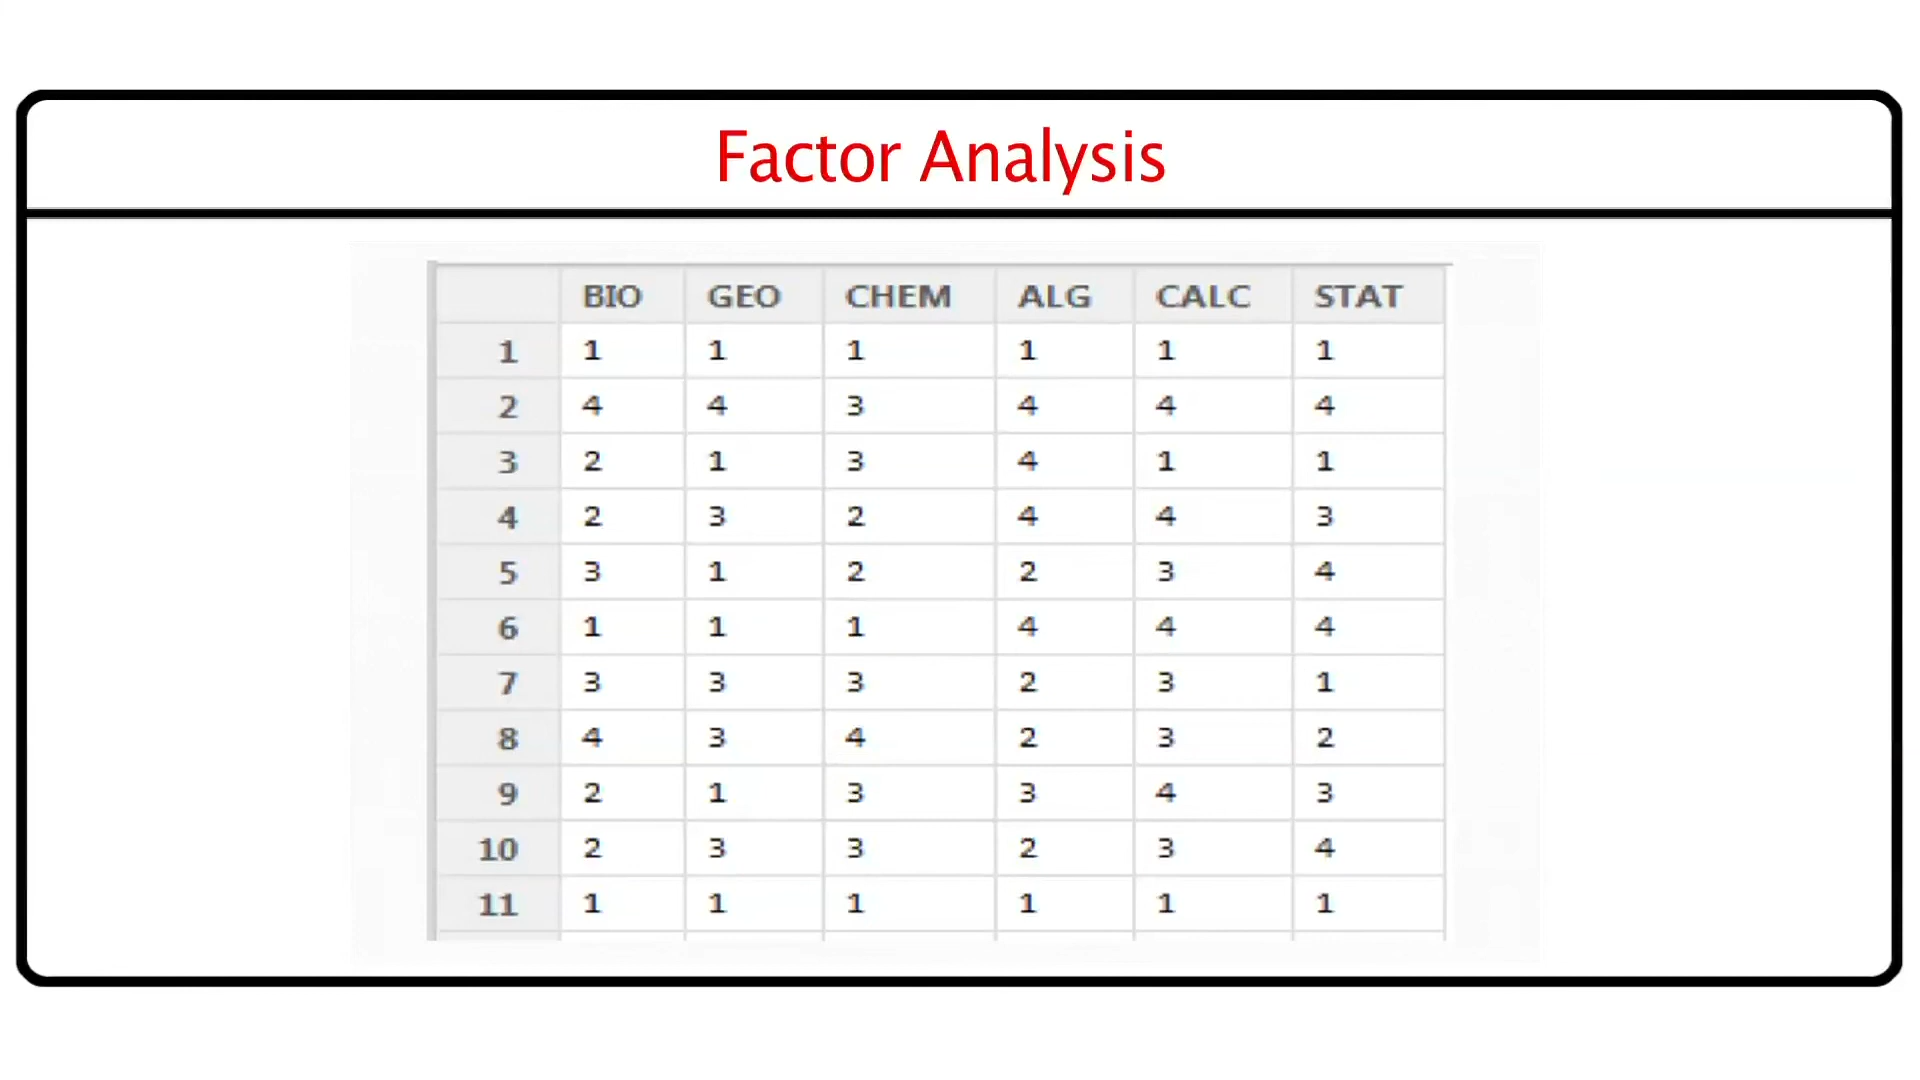 Factor Analysis
BIO GEO CHEM ALG CALC STAT
1 1 1 1 1 1 1
2 4 4 3 4 4 4
3 2 1 3 4 1 1
4 2 3 2 4 4 3
5 3 1 2 2 3 4
6 1 1 1 4 4 4
7 3 3 3 2 3 1
8 4 3 4 2 3 2
9 2 1 3 3 4 3
10 2 3 3 2 3 4
11 1 1 1 1 1 1